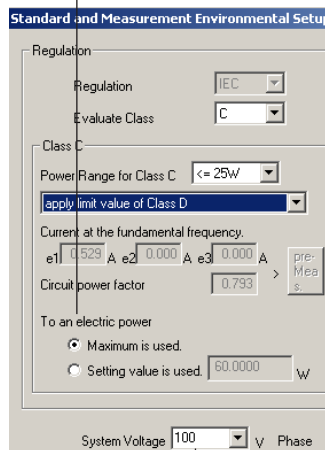 Standard and Measurement Environmental Setu
Regulation
Regulation IEC
Evaluate Class C
Class C
Power Range for Class C <= 25W
apply limit value of Class D
Current at the fundamental frequency.
e1 0.529 A e2 0.000 A e3 0.000 A > pre-
Mea
s.
Circuit power factor 0.793
To an electric power
Maximum is used.
Setting value is used. 60.0000 W
System Voltage 100 V Phase